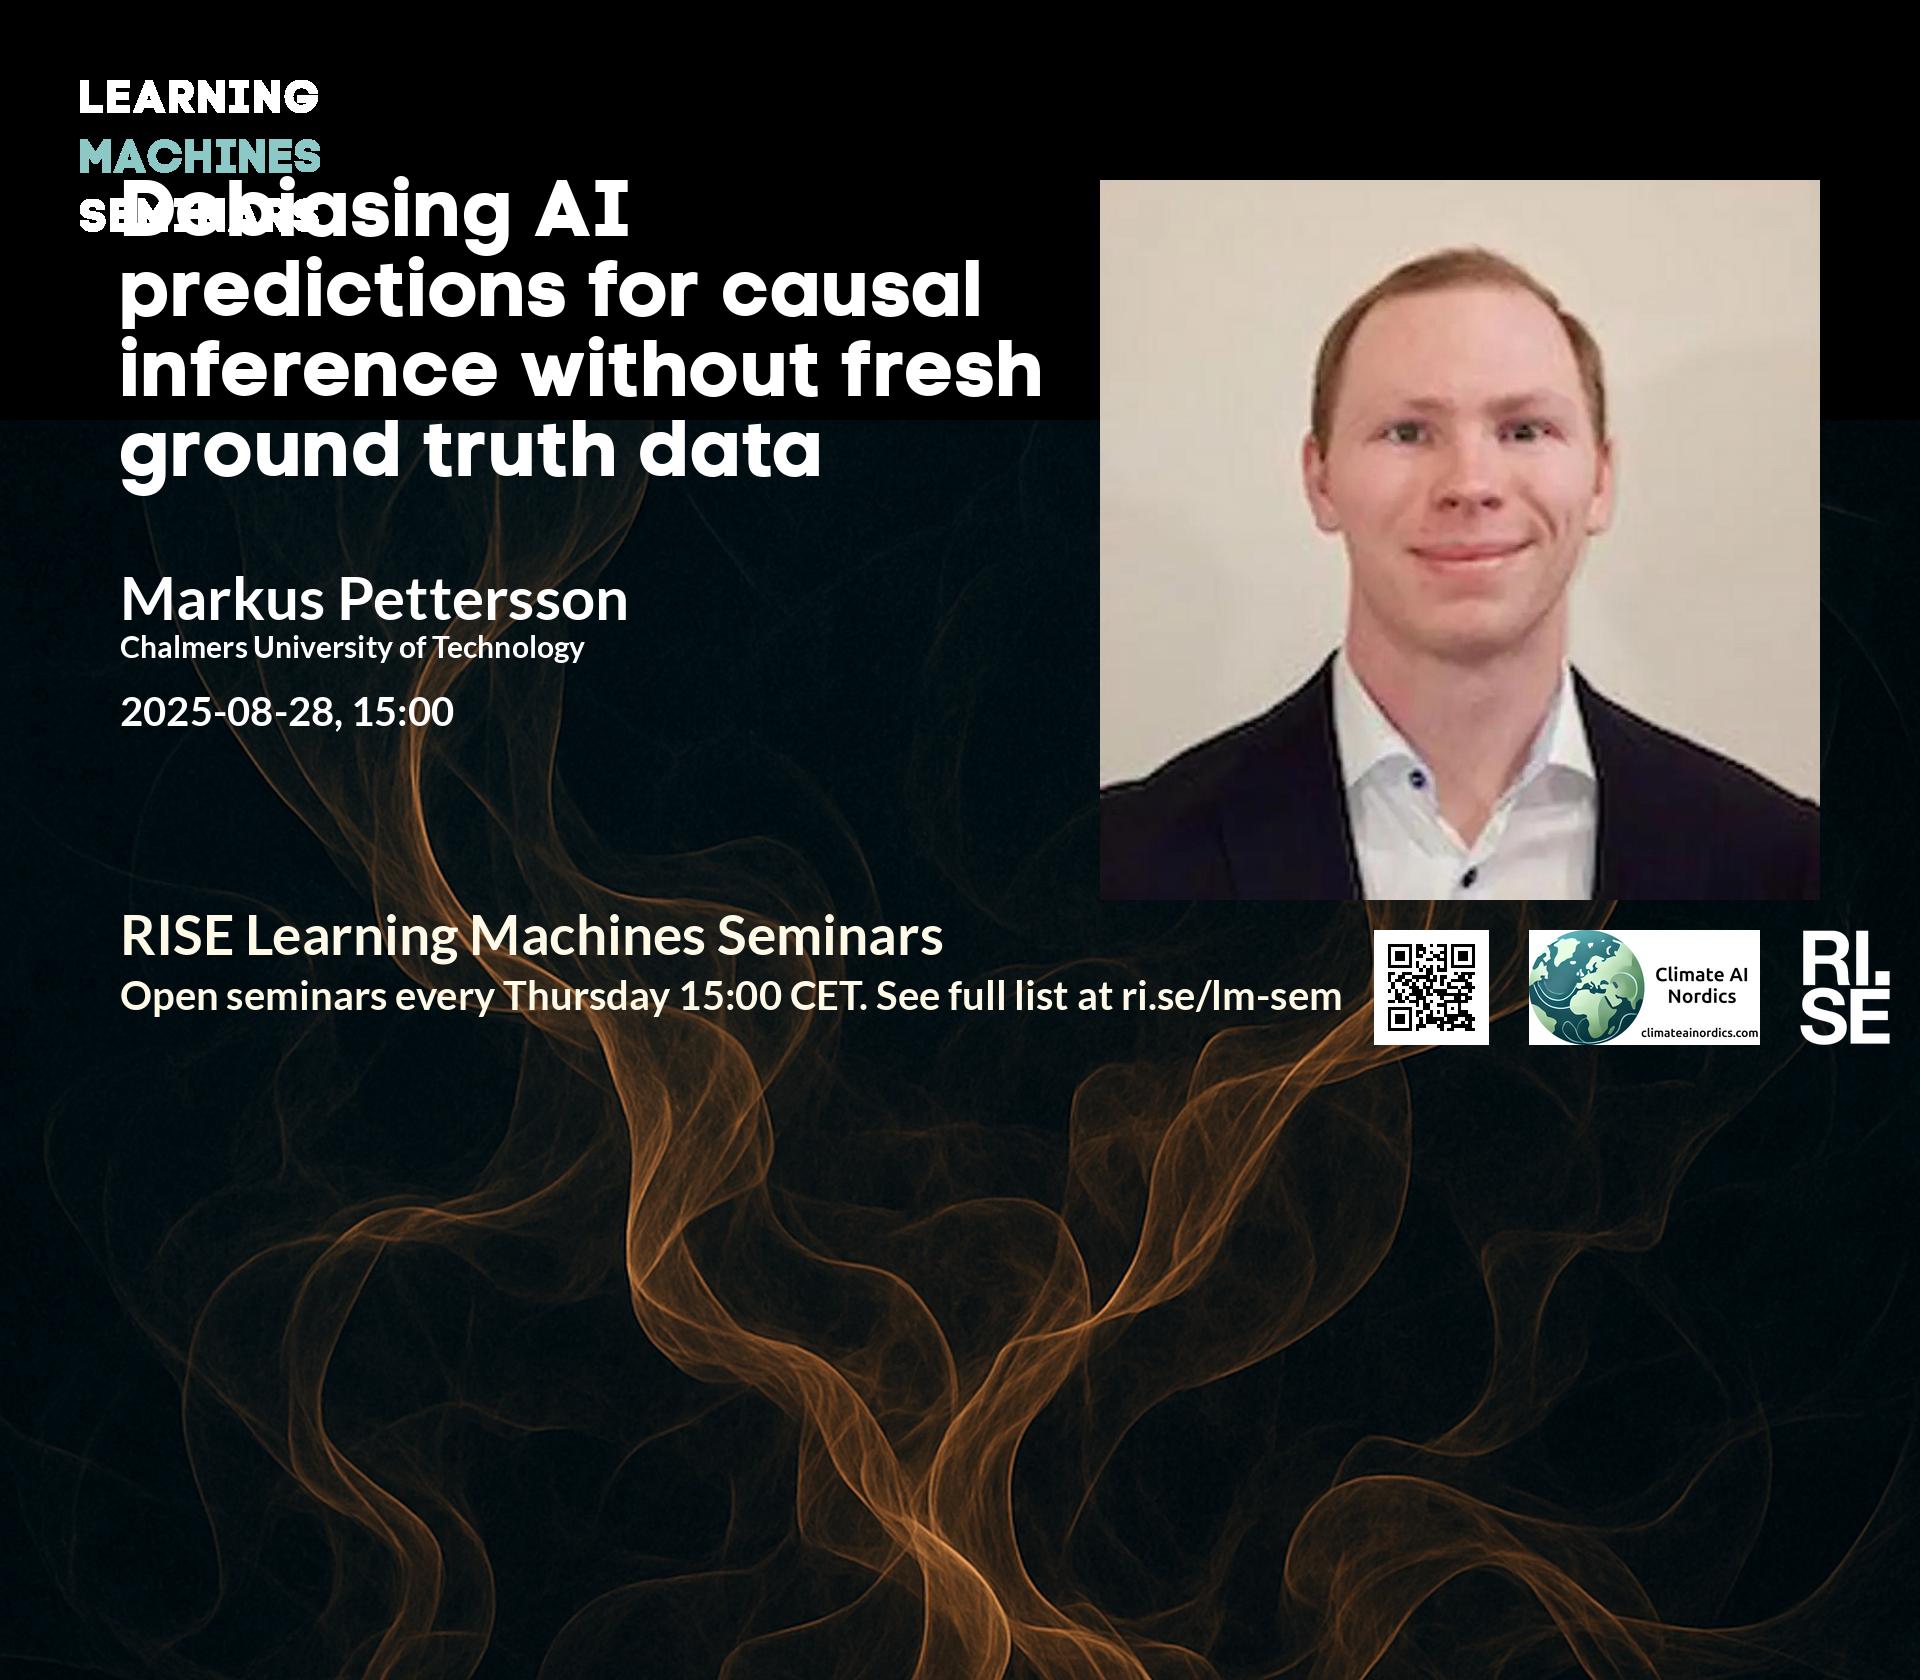 LEARNING
MACHINES
SEMINARS
Debiasing AI
predictions for causal
inference without fresh
ground truth data
Markus Pettersson
Chalmers University of Technology
2025-08-28, 15:00
RISE Learning Machines Seminars
Open seminars every Thursday 15:00 CET. See full list at ri.se/lm-sem
Climate AI
Nordics
climateainordics.com
RI.
SE